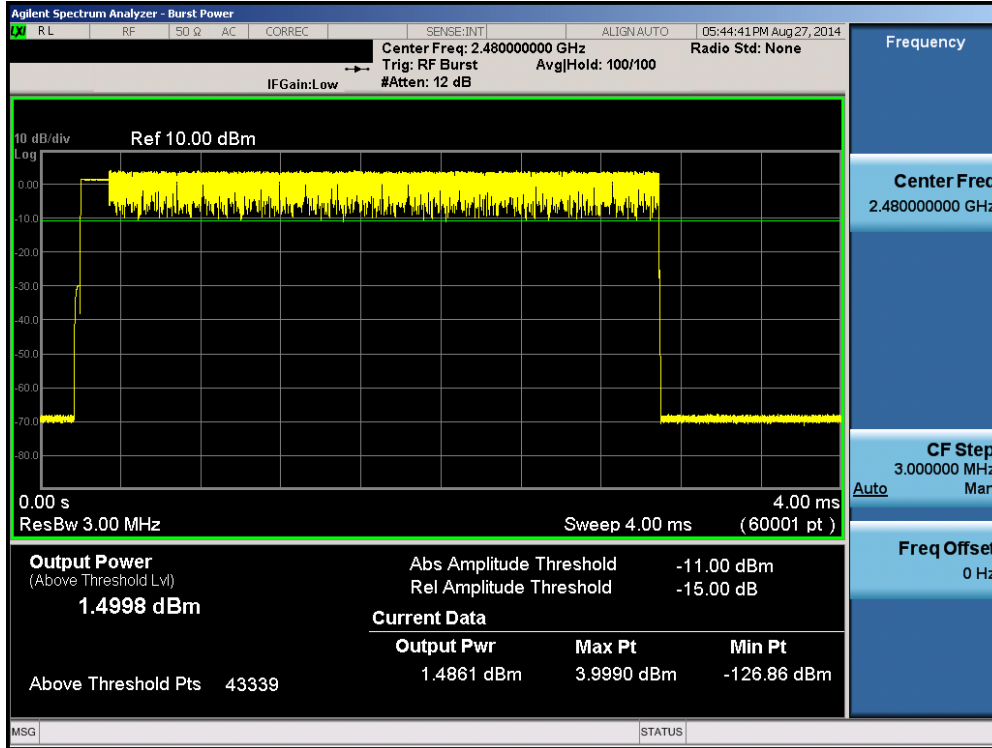 Agilent Spectrum Analyzer - Burst Power
LXI RL RF 50 Ω AC CORREC SENSE:INT ALIGN AUTO 05:44:41 PM Aug 27, 2014
Center Freq: 2.480000000 GHz Radio Std: None
Trig: RF Burst Avg|Hold: 100/100
IFGain:Low #Atten: 12 dB
10 dB/div Ref 10.00 dBm
Log
0.00
-10.0
-20.0
-30.0
-40.0
-50.0
-60.0
-70.0
-80.0
0.00 s 4.00 ms
ResBw 3.00 MHz Sweep 4.00 ms (60001 pt )
Output Power
(Above Threshold Lvl)
1.4998 dBm
Above Threshold Pts 43339
Abs Amplitude Threshold -11.00 dBm
Rel Amplitude Threshold -15.00 dB
Current Data
Output Pwr Max Pt Min Pt
1.4861 dBm 3.9990 dBm -126.86 dBm
MSG STATUS
Frequency
Center Freq
2.480000000 GHz
CF Step
3.000000 MHz
Auto Man
Freq Offset
0 Hz